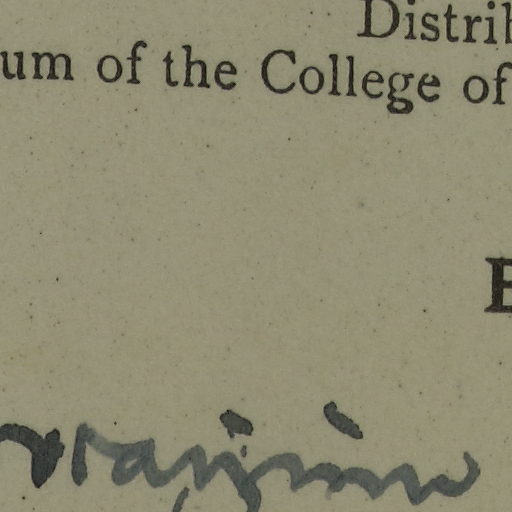 Distrib
um of the College of
E